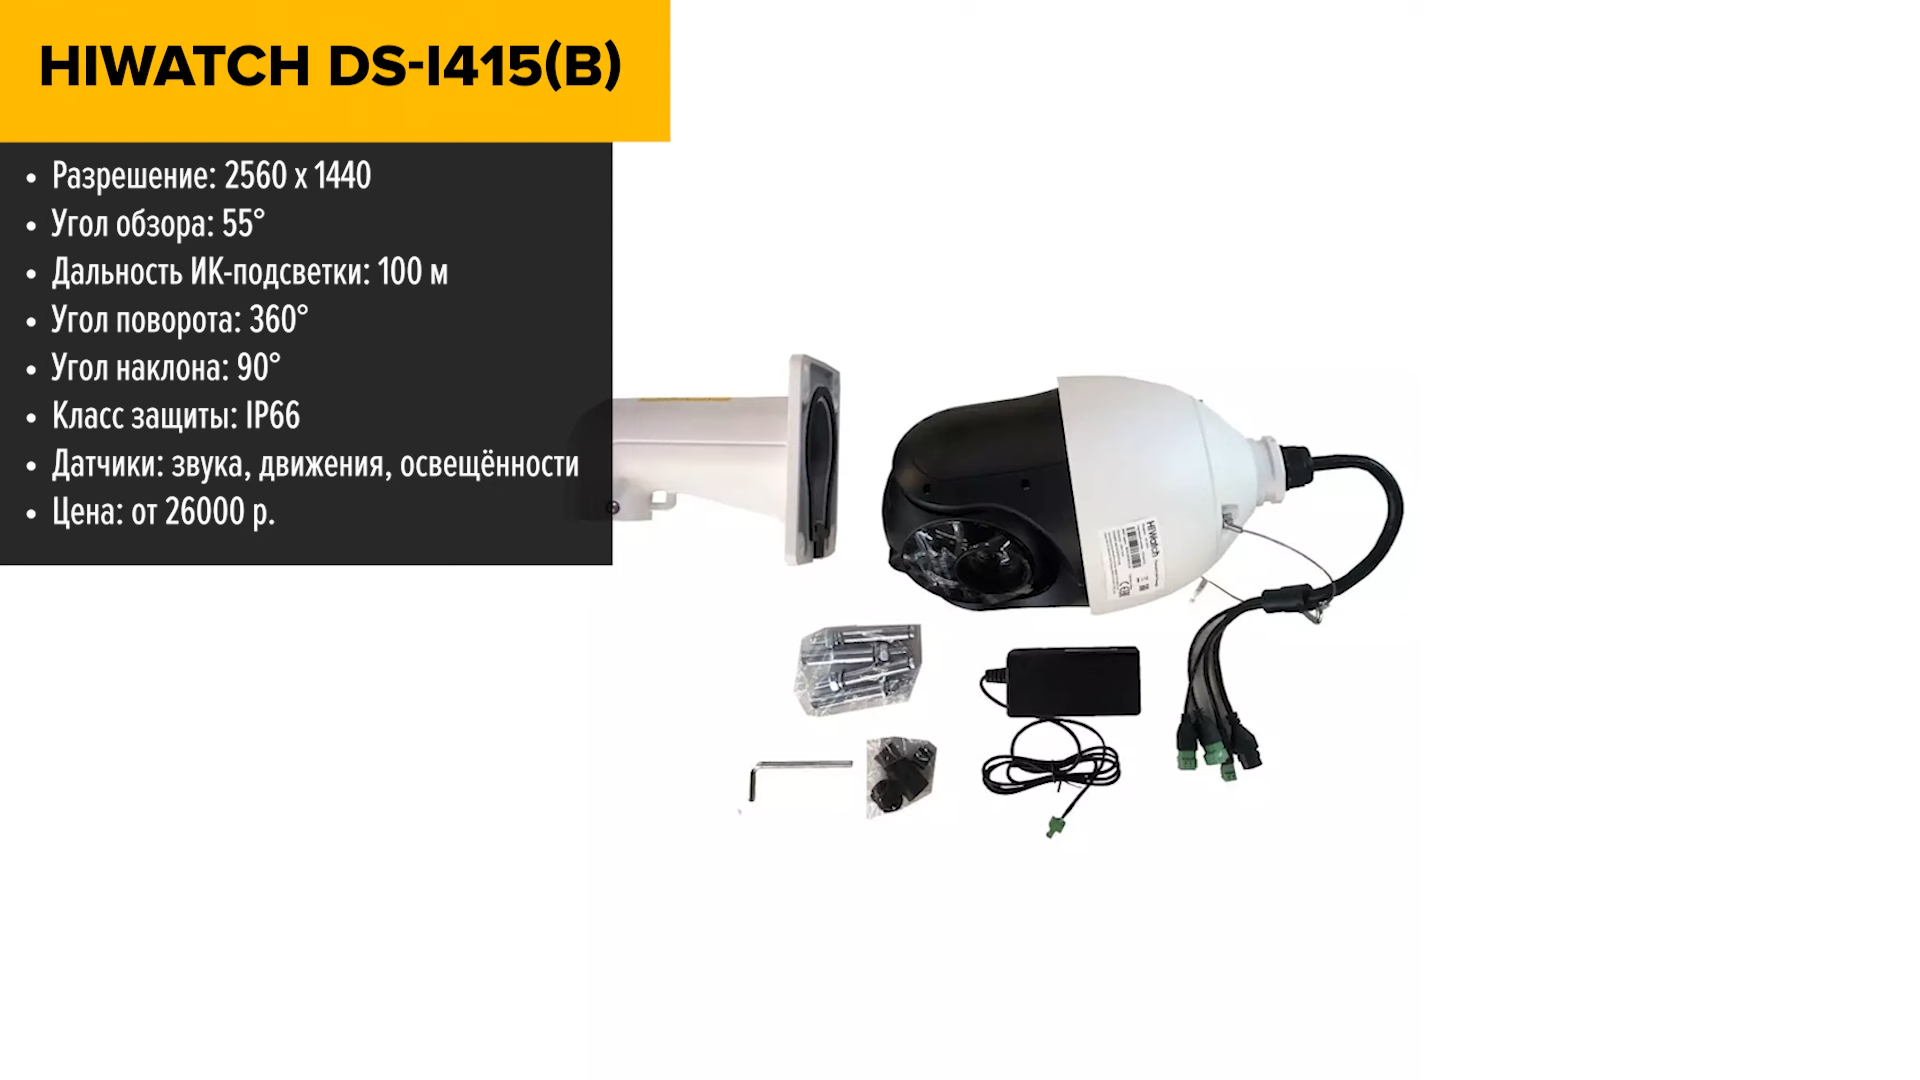 HIWATCH DS-I415(B)
• Разрешение: 2560 x 1440
• Угол обзора: 55°
• Дальность ИК-подсветки: 100 м
• Угол поворота: 360°
• Угол наклона: 90°
• Класс защиты: IP66
• Датчики: звука, движения, освещённости
• Цена: от 26000 р.
HiWatch